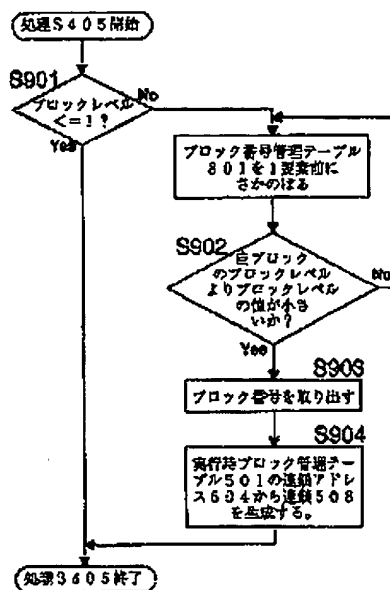 処理S405開始
S901
ブロックレベル
<=1?
No
Yes
ブロック番号管理テーブル
801を1要素前に
さかのぼる
S902
自ブロック
のブロックレベル
よりブロックレベル
の値が小さ
いか?
No
Yes
S903
ブロック番号を取り出す
S904
実行時ブロック管理テー
ブル501の連鎖アドレ
ス604から連鎖508
を生成する。
処理S405終了